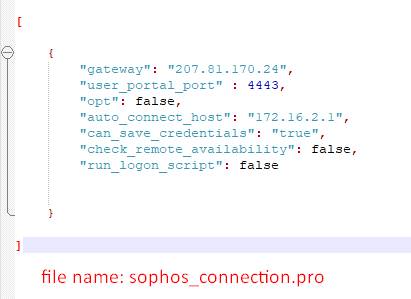 [
{
"gateway": "207.81.170.24",
"user_portal_port" : 4443,
"opt": false,
"auto_connect_host": "172.16.2.1",
"can_save_credentials": "true",
"check_remote_availability": false,
"run_logon_script": false
}
]
file name: sophos_connection.pro